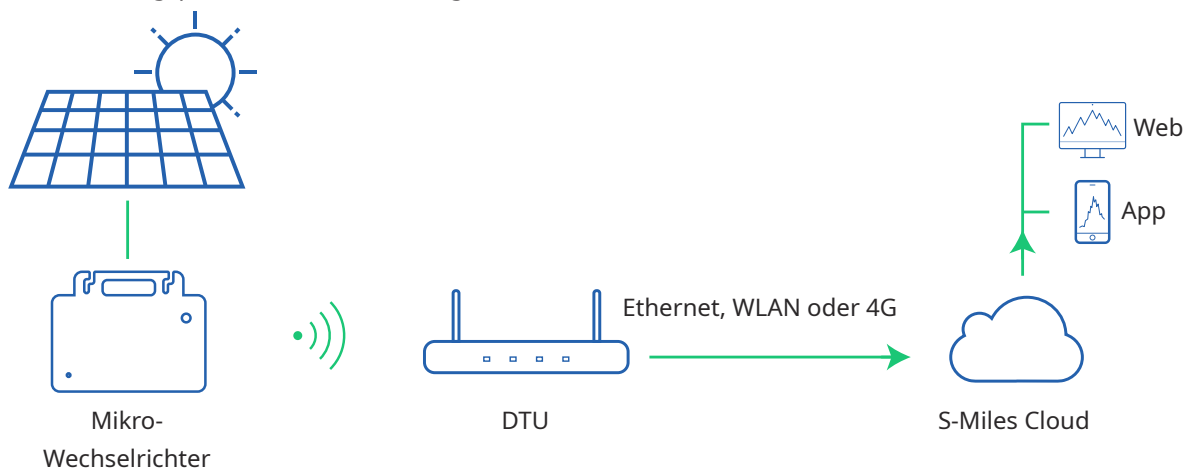 Web
App
Ethernet, WLAN oder 4G
Mikro-
Wechselrichter
DTU
S-Miles Cloud